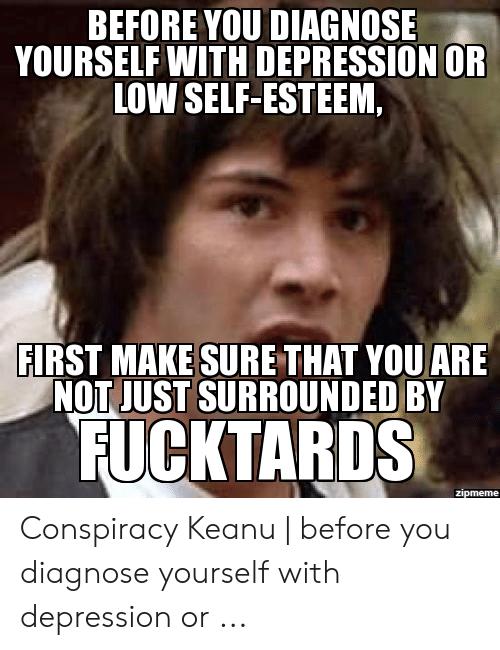 BEFORE YOU DIAGNOSE
YOURSELF WITH DEPRESSION OR
LOW SELF-ESTEEM,
FIRST MAKE SURE THAT YOU ARE
NOT JUST SURROUNDED BY
FUCKTARDS
zipmeme
Conspiracy Keanu | before you
diagnose yourself with
depression or ...